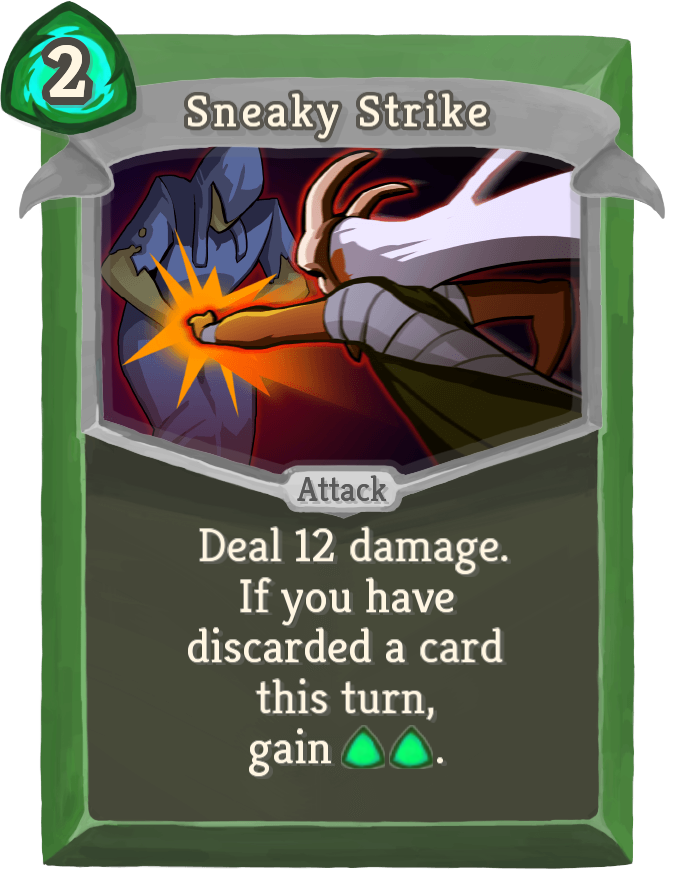 2
Sneaky Strike
Attack
Deal 12 damage.
If you have
discarded a card
this turn,
gain .